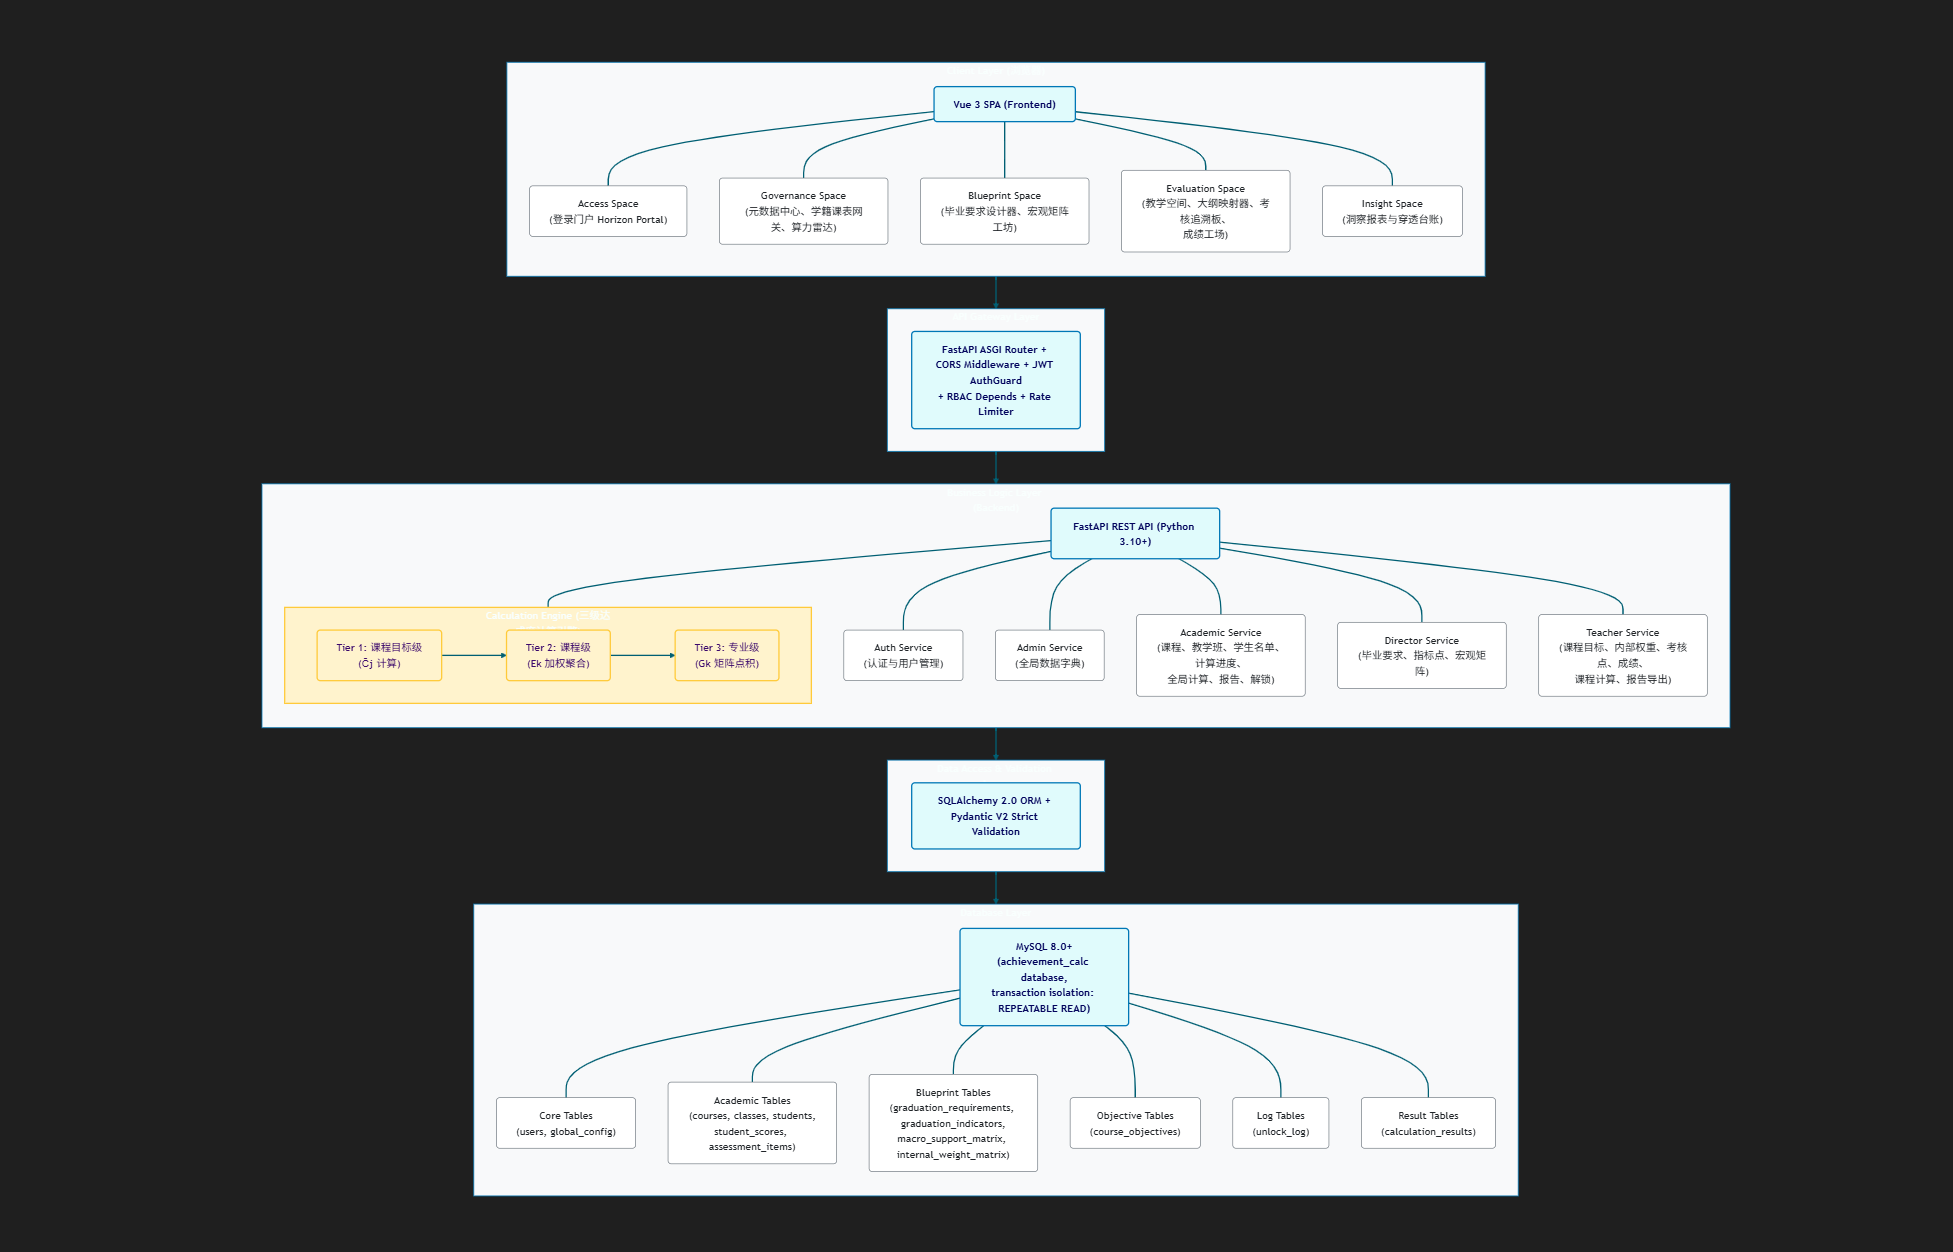 Vue 3 SPA (Frontend)
Access Space
(登录门户 Horizon Portal)
Governance Space
(元数据中心、学籍课表网
关、算力雷达)
Blueprint Space
(毕业要求设计器、宏观矩阵
工坊)
Evaluation Space
(教学空间、大纲映射器、考
核追溯板、
成绩工场)
Insight Space
(洞察报表与穿透台账)
FastAPI ASGI Router +
CORS Middleware + JWT
AuthGuard
+ RBAC Depends + Rate
Limiter
FastAPI REST API (Python
3.10+)
Calculation Engine (三级达
Tier 1: 课程目标级
(Ĉj 计算)
Tier 2: 课程级
(Ek 加权聚合)
Tier 3: 专业级
(Gk 矩阵点积)
Auth Service
(认证与用户管理)
Admin Service
(全局数据字典)
Academic Service
(课程、教学班、学生名单、
计算进度、
全局计算、报告、解锁)
Director Service
(毕业要求、指标点、宏观矩
阵)
Teacher Service
(课程目标、内部权重、考核
点、成绩、
课程计算、报告导出)
SQLAlchemy 2.0 ORM +
Pydantic V2 Strict
Validation
MySQL 8.0+
(achievement_calc
database,
transaction isolation:
REPEATABLE READ)
Core Tables
(users, global_config)
Academic Tables
(courses, classes, students,
student_scores,
assessment_items)
Blueprint Tables
(graduation_requirements,
graduation_indicators,
macro_support_matrix,
internal_weight_matrix)
Objective Tables
(course_objectives)
Log Tables
(unlock_log)
Result Tables
(calculation_results)